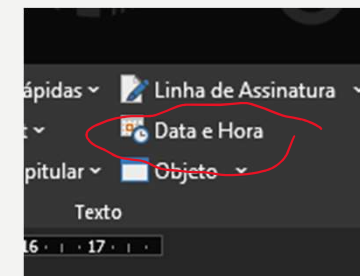 ápidas Linha de Assinatura
Data e Hora
pitular Objeto
Texto
16 17